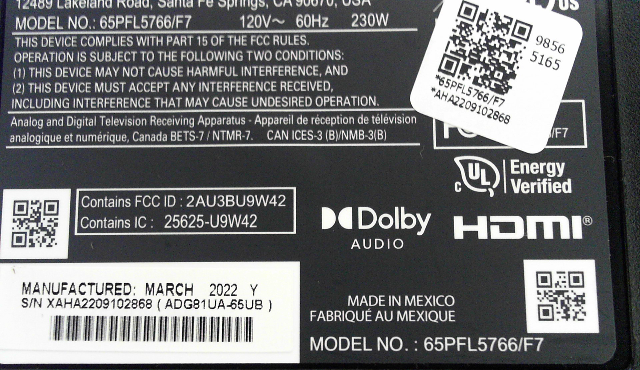 12489 Lakeland Road, Santa Fe Springs, CA 90670, USA
MODEL NO.: 65PFL5766/F7 120V~ 60Hz 230W
THIS DEVICE COMPLIES WITH PART 15 OF THE FCC RULES.
OPERATION IS SUBJECT TO THE FOLLOWING TWO CONDITIONS:
(1) THIS DEVICE MAY NOT CAUSE HARMFUL INTERFERENCE, AND
(2) THIS DEVICE MUST ACCEPT ANY INTERFERENCE RECEIVED,
INCLUDING INTERFERENCE THAT MAY CAUSE UNDESIRED OPERATION.
Analog and Digital Television Receiving Apparatus - Appareil de réception de télévision
analogique et numérique, Canada BETS-7 / NTMR-7. CAN ICES-3 (B)/NMB-3(B)
US
9856
5165
*65PFL5766/F7
*AHA2209102868
/F7
c UL Energy
Verified
Contains FCC ID : 2AU3BU9W42
Contains IC : 25625-U9W42
Dolby
AUDIO
HDMI®
MANUFACTURED: MARCH 2022 Y
S/N XAHA2209102868 ( ADG81UA-65UB )
MADE IN MEXICO
FABRIQUÉ AU MEXIQUE
MODEL NO. : 65PFL5766/F7